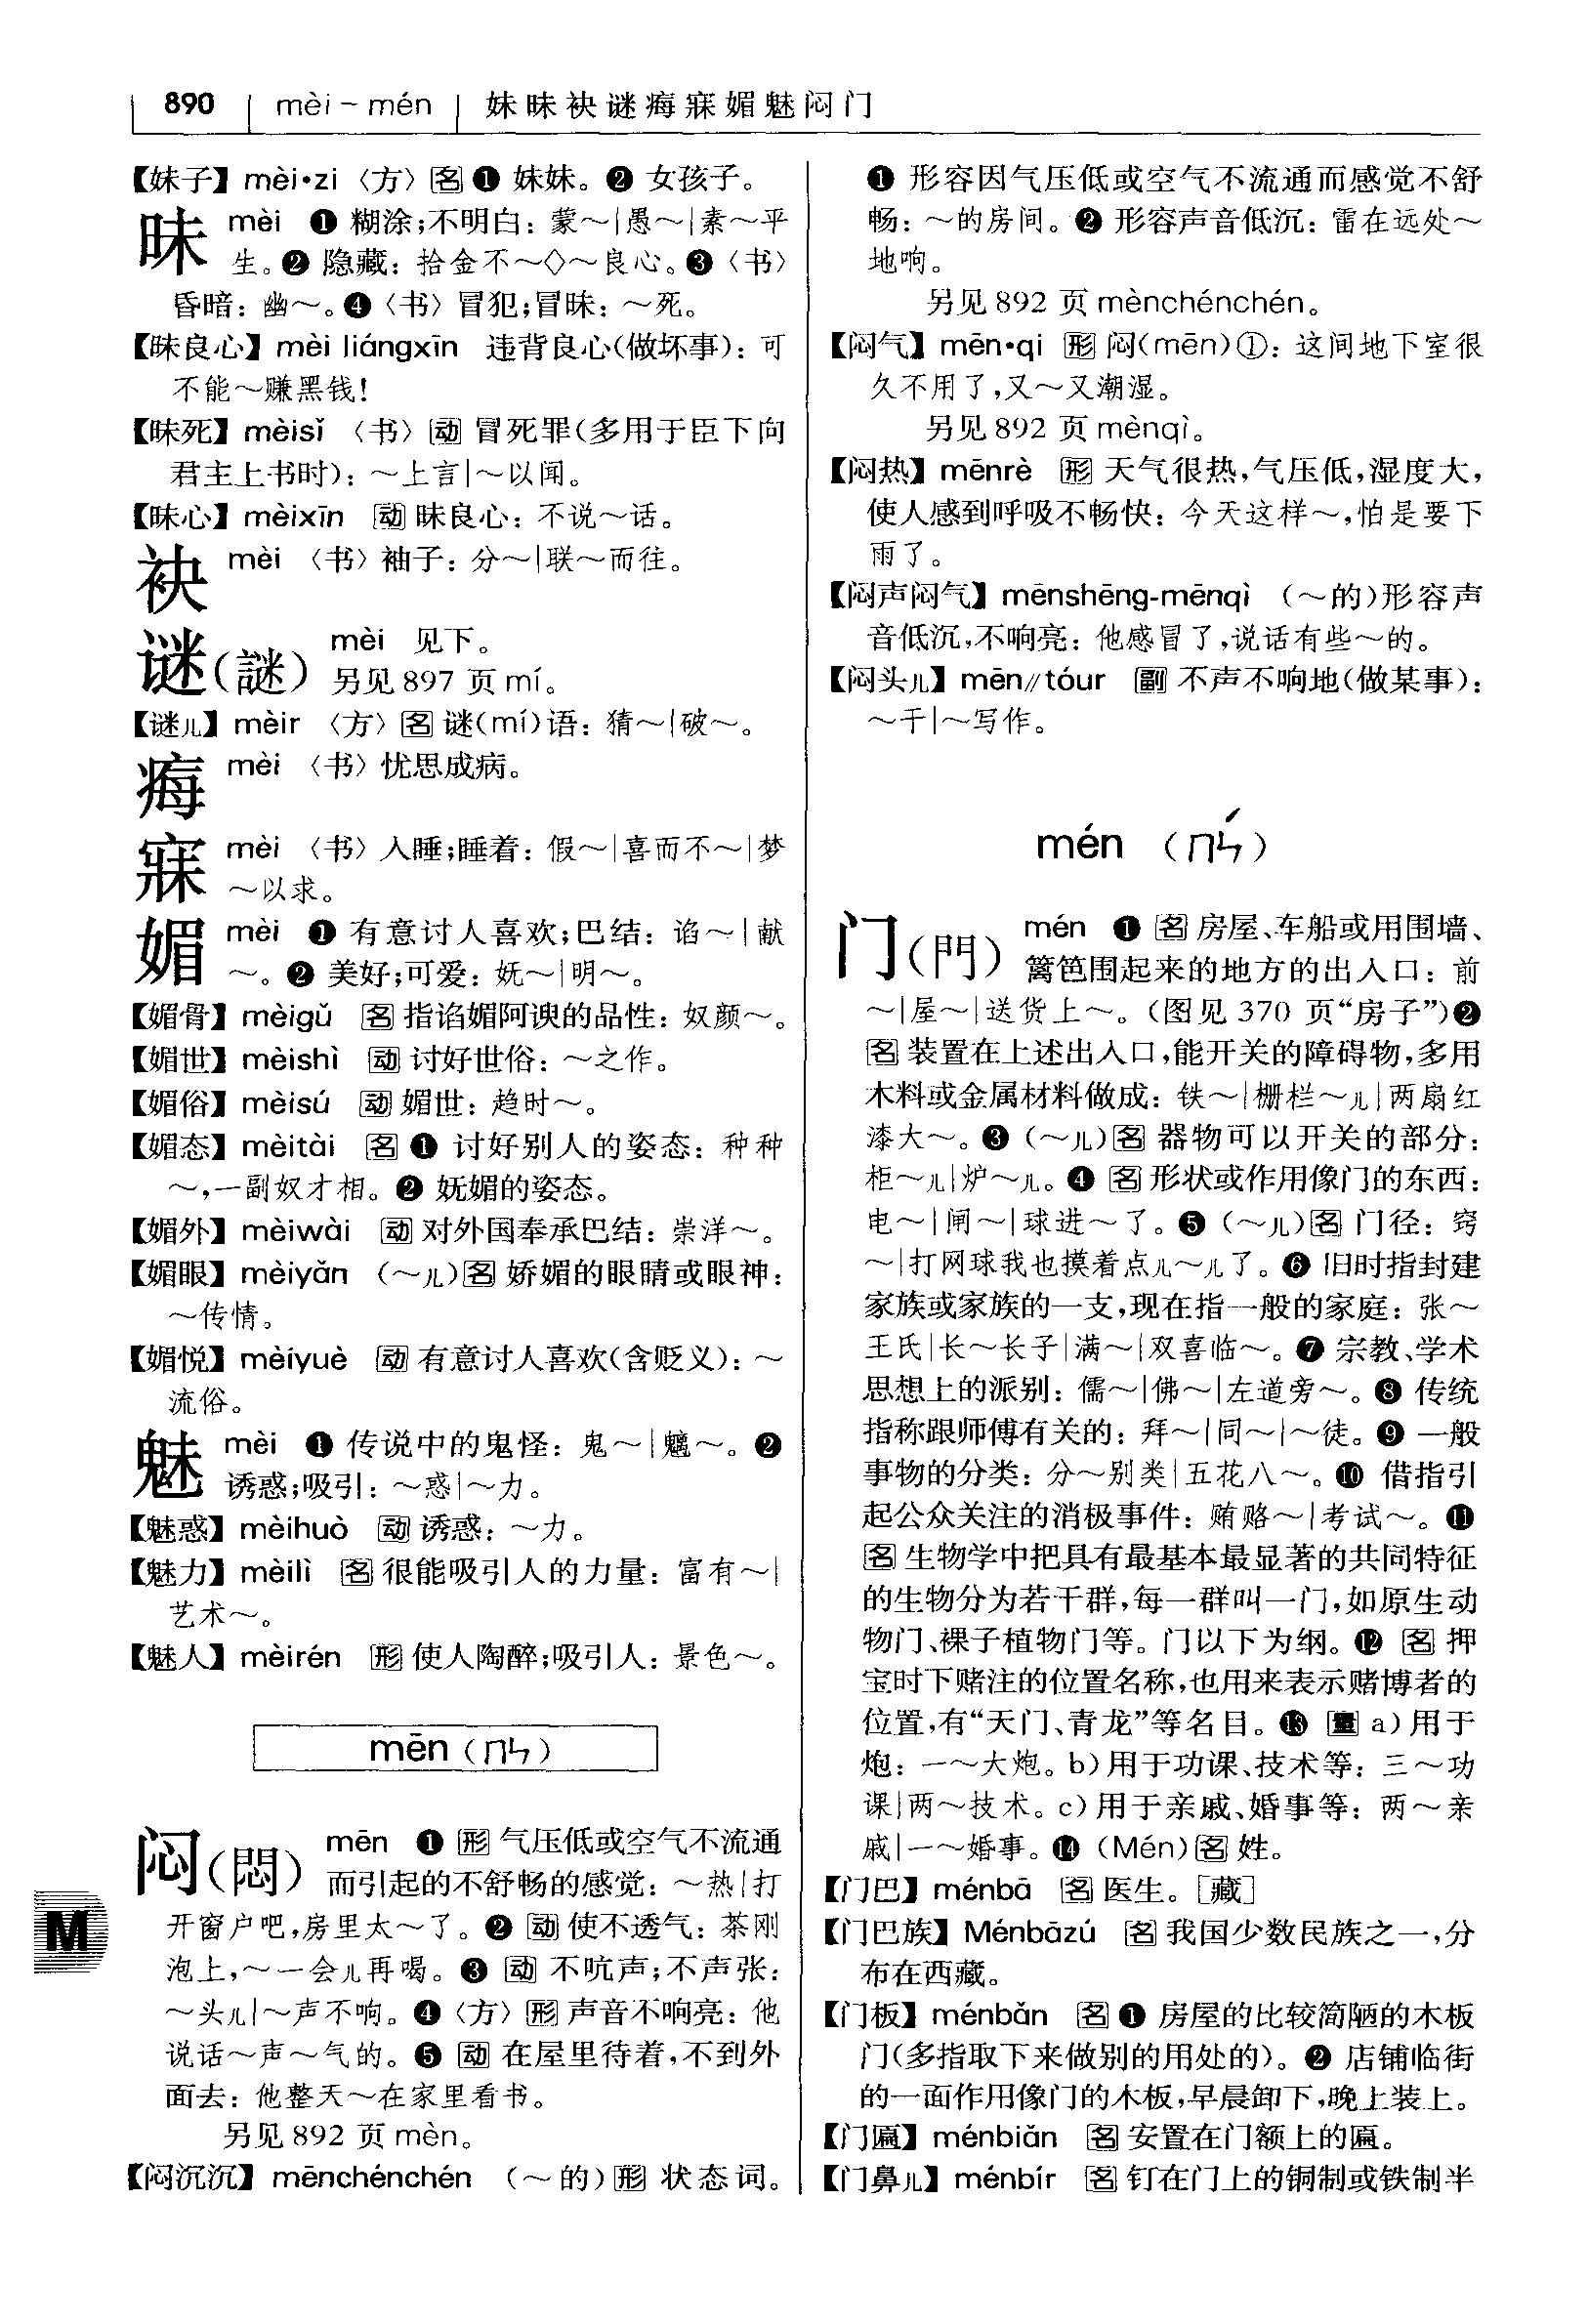 890 mèi – mén 妹昧袂谜痗寐媚魅闷门
【妹子】mèi•zi 〈方〉名❶ 妹妹。❷ 女孩子。
昧 mèi ❶ 糊涂;不明白：蒙～|愚～|素～平
生。❷ 隐藏：拾金不～◇～良心。❸〈书〉
昏暗：幽～。❹〈书〉冒犯;冒昧：～死。
【昧良心】mèi liángxīn 违背良心(做坏事)：可
不能～赚黑钱!
【昧死】mèisǐ 〈书〉动 冒死罪(多用于臣下向
君主上书时)：～上言|～以闻。
【昧心】mèixīn 动 昧良心：不说～话。
袂 mèi 〈书〉袖子：分～|联～而往。
谜(謎) mèi 见下。
另见897 页 mí。
【谜儿】mèir 〈方〉名 谜(mí)语：猜～|破～。
痗 mèi 〈书〉忧思成病。
寐 mèi 〈书〉入睡;睡着：假～|喜而不～|梦
～以求。
媚 mèi ❶ 有意讨人喜欢;巴结：谄～|献
～。❷ 美好;可爱：妩～|明～。
【媚骨】mèigǔ 名 指谄媚阿谀的品性：奴颜～。
【媚世】mèishì 动 讨好世俗：～之作。
【媚俗】mèisú 动 媚世：趋时～。
【媚态】mèitài 名 ❶ 讨好别人的姿态：种种
～,一副奴才相。❷ 妩媚的姿态。
【媚外】mèiwài 动 对外国奉承巴结：崇洋～。
【媚眼】mèiyǎn (～儿)名 娇媚的眼睛或眼神：
～传情。
【媚悦】mèiyuè 动 有意讨人喜欢(含贬义)：～
流俗。
魅 mèi ❶ 传说中的鬼怪：鬼～|魑～。❷
诱惑;吸引：～惑|～力。
【魅惑】mèihuò 动 诱惑：～力。
【魅力】mèilì 名 很能吸引人的力量：富有～|
艺术～。
【魅人】mèirén 形 使人陶醉;吸引人：景色～。
mēn (ㄇㄣ)
闷(悶) mēn ❶ 形 气压低或空气不流通
而引起的不舒畅的感觉：～热|打
开窗户吧,房里太～了。❷ 动 使不透气：茶刚
泡上,～一会儿再喝。❸ 动 不吭声;不声张：
～头儿|～声不响。❹〈方〉形 声音不响亮：他
说话～声～气的。❺ 动 在屋里待着,不到外
面去：他整天～在家里看书。
另见892 页 mèn。
【闷沉沉】mēnchénchén (～的)形 状态词。
M
❶ 形容因气压低或空气不流通而感觉不舒
畅：～的房间。❷ 形容声音低沉：雷在远处～
地响。
另见892 页 mènchénchén。
【闷气】mēn•qi 形 闷(mēn)①：这间地下室很
久不用了,又～又潮湿。
另见892 页 mènqì。
【闷热】mēnrè 形 天气很热,气压低,湿度大,
使人感到呼吸不畅快：今天这样～,怕是要下
雨了。
【闷声闷气】mēnshēng-mēnqì (～的)形容声
音低沉,不响亮：他感冒了,说话有些～的。
【闷头儿】mēn∥tóur 副 不声不响地(做某事)：
～干|～写作。
mén (ㄇㄣˊ)
门(門) mén ❶ 名 房屋、车船或用围墙、
篱笆围起来的地方的出入口：前
～|屋～|送货上～。(图见 370 页“房子”)❷
名 装置在上述出入口,能开关的障碍物,多用
木料或金属材料做成：铁～|栅栏～儿|两扇红
漆大～。❸ (～儿)名 器物可以开关的部分：
柜～儿|炉～儿。❹ 名 形状或作用像门的东西：
电～|闸～|球进～了。❺ (～儿)名 门径：窍
～|打网球我也摸着点儿～儿了。❻ 旧时指封建
家族或家族的一支,现在指一般的家庭：张～
王氏|长～长子|满～|双喜临～。❼ 宗教、学术
思想上的派别：儒～|佛～|左道旁～。❽ 传统
指称跟师傅有关的：拜～|同～|～徒。❾ 一般
事物的分类：分～别类|五花八～。❿ 借指引
起公众关注的消极事件：贿赂～|考试～。⓫
名 生物学中把具有最基本最显著的共同特征
的生物分为若干群,每一群叫一门,如原生动
物门、裸子植物门等。门以下为纲。⓬ 名 押
宝时下赌注的位置名称,也用来表示赌博者的
位置,有“天门、青龙”等名目。⓭ 量 a)用于
炮：一～大炮。b)用于功课、技术等：三～功
课|两～技术。c)用于亲戚、婚事等：两～亲
戚|一～婚事。⓮ (Mén)名 姓。
【门巴】ménbā 名 医生。[藏]
【门巴族】Ménbāzú 名 我国少数民族之一,分
布在西藏。
【门板】ménbǎn 名 ❶ 房屋的比较简陋的木板
门(多指取下来做别的用处的)。❷ 店铺临街
的一面作用像门的木板,早晨卸下,晚上装上。
【门匾】ménbiǎn 名 安置在门额上的匾。
【门鼻儿】ménbír 名 钉在门上的铜制或铁制半